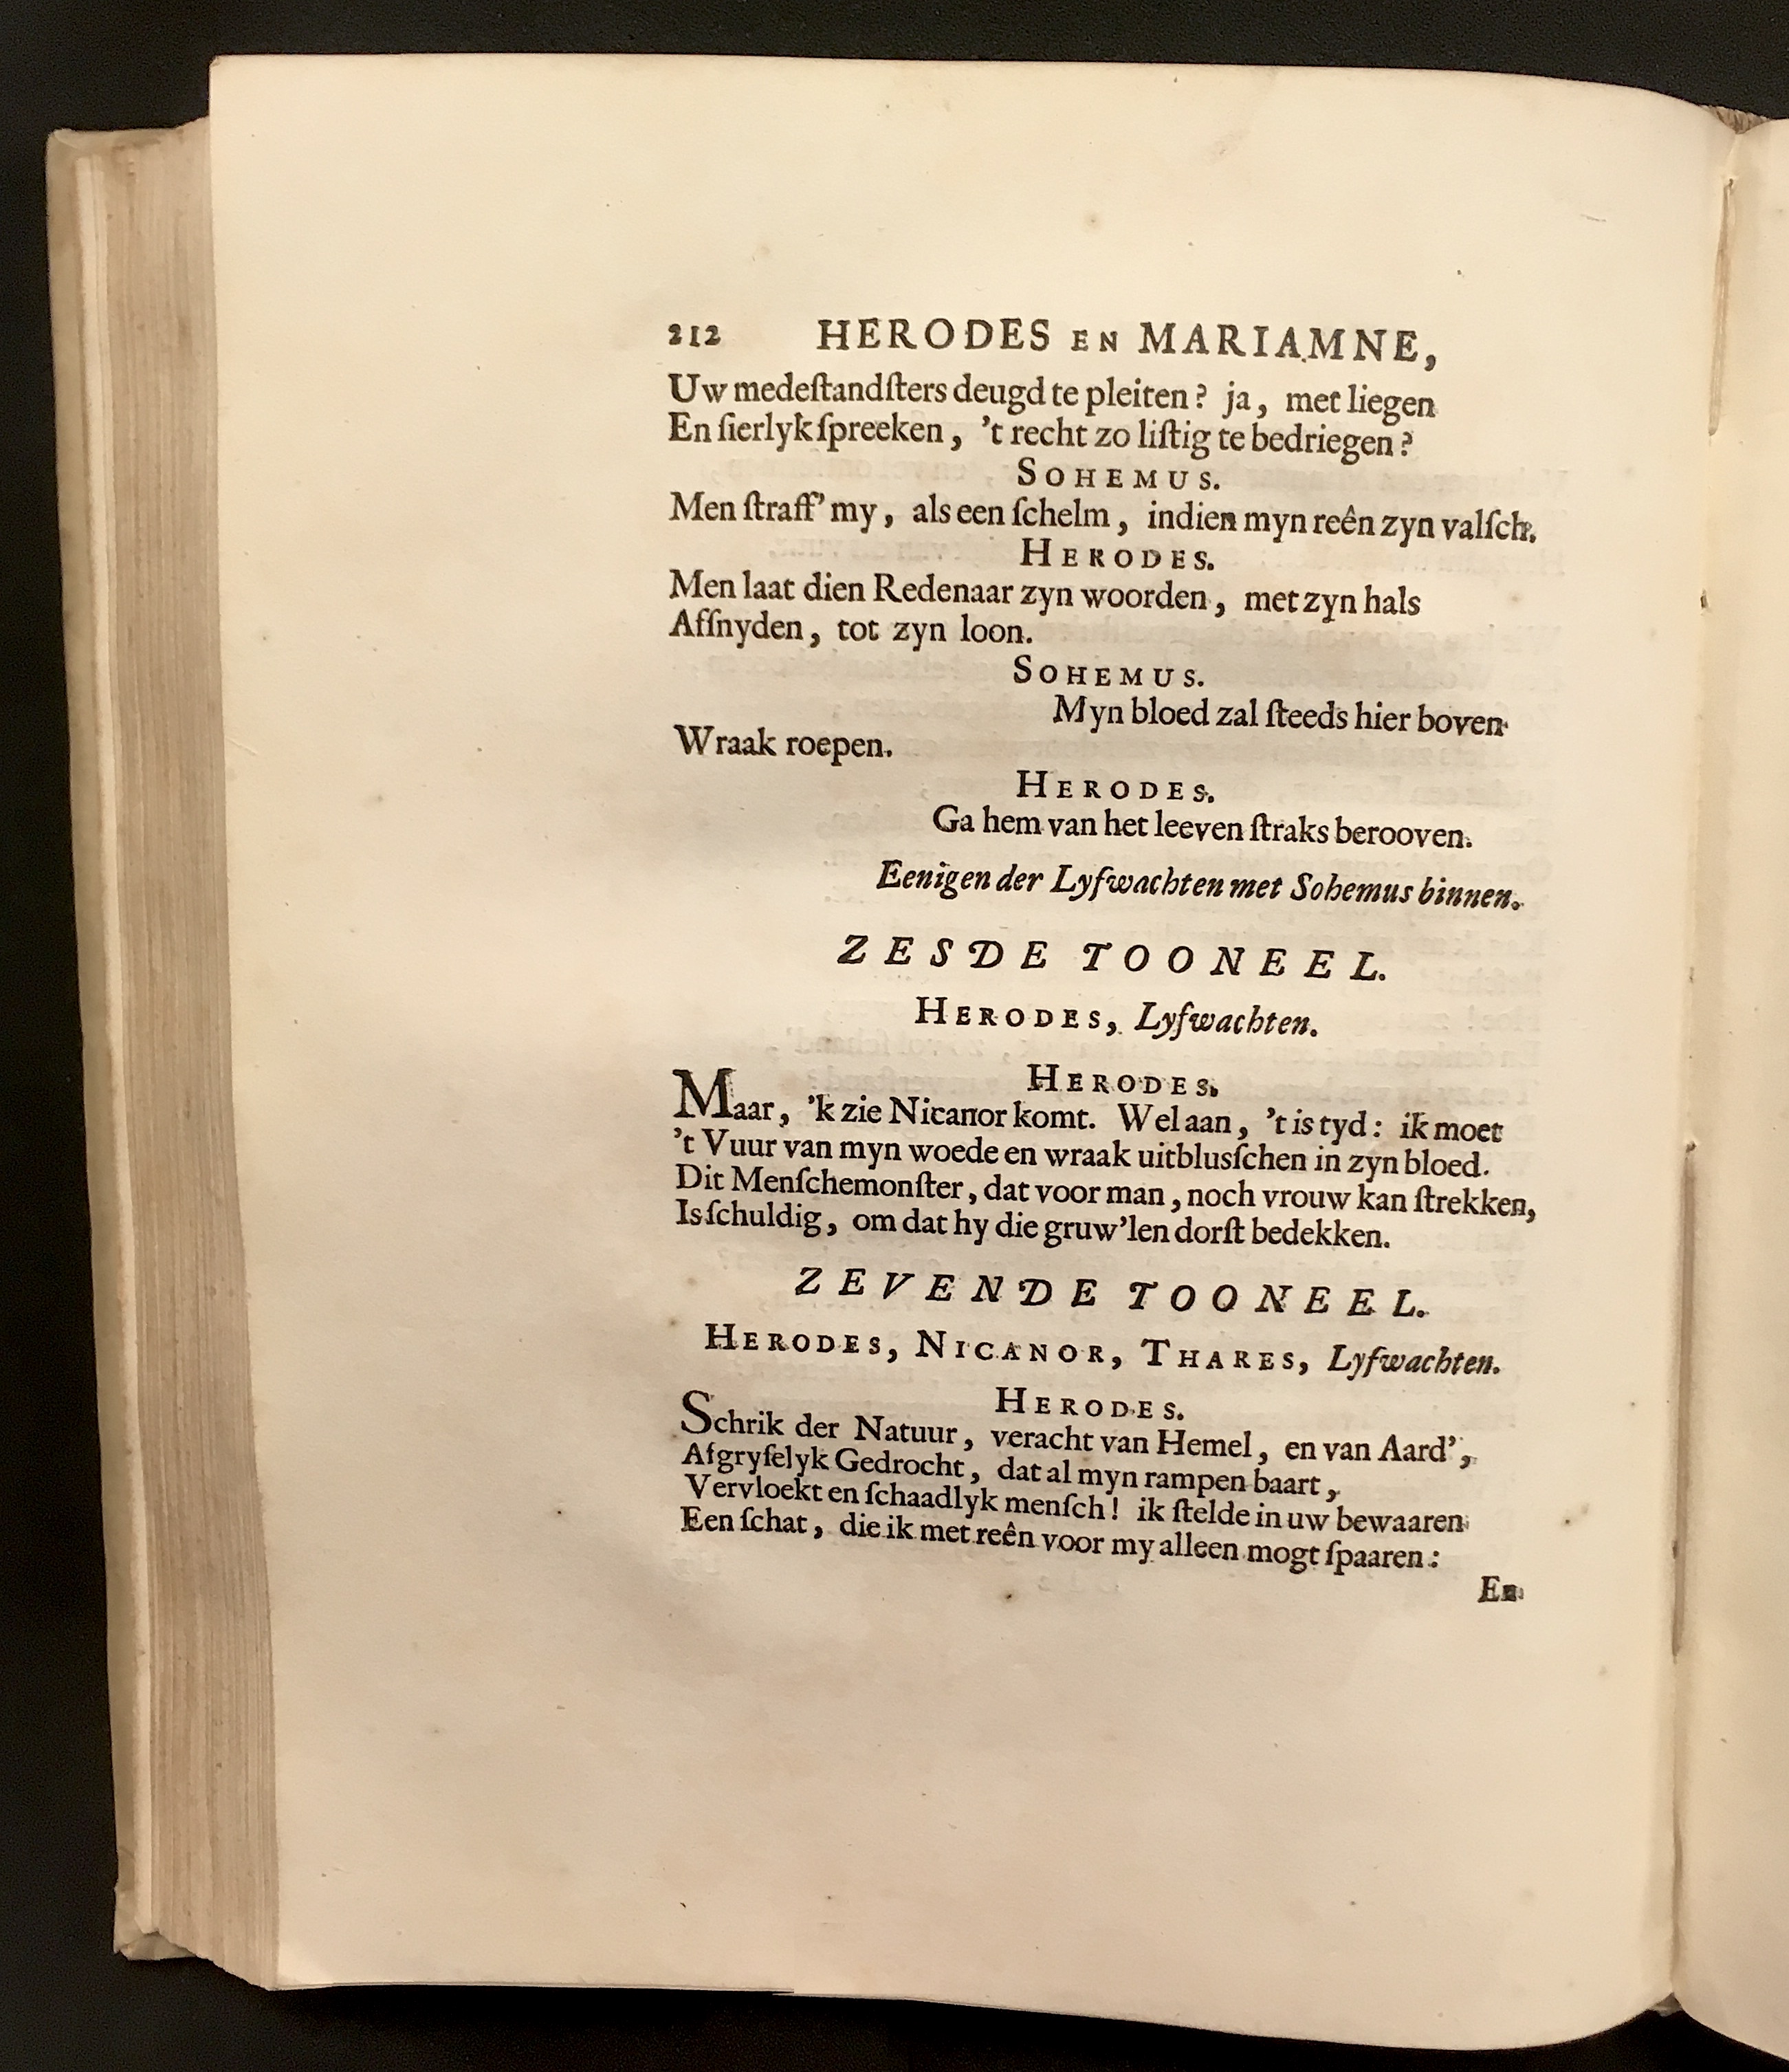 212 HERODES EN MARIAMNE,
Uw medeſtandſters deugd te pleiten? ja, met liegen
En ſierlyk ſpreeken, 't recht zo liſtig te bedriegen?
SOHEMUS.
Men ſtraff' my, als een ſchelm, indien myn reên zyn valſch.
HERODES.
Men laat dien Redenaar zyn woorden, met zyn hals
Afſnyden, tot zyn loon.
SOHEMUS.
Myn bloed zal ſteeds hier boven
Wraak roepen.
HERODES.
Ga hem van het leeven ſtraks berooven.
Eenigen der Lyfwachten met Sohemus binnen.
ZESDE TOONEEL.
HERODES, Lyfwachten.
HERODES.
Maar, 'k zie Nicanor komt. Wel aan, 't is tyd: ik moet
't Vuur van myn woede en wraak uitblusſchen in zyn bloed.
Dit Menſchemonſter, dat voor man, noch vrouw kan ſtrekken,
Is ſchuldig, om dat hy die gruw'len dorſt bedekken.
ZEVENDE TOONEEL.
HERODES, NICANOR, THARES, Lyfwachten.
HERODES.
Schrik der Natuur, veracht van Hemel, en van Aard',
Afgryſelyk Gedrocht, dat al myn rampen baart,
Vervloekt en ſchaadlyk menſch! ik ſtelde in uw bewaaren
Een ſchat, die ik met reên voor my alleen mogt ſpaaren:
En